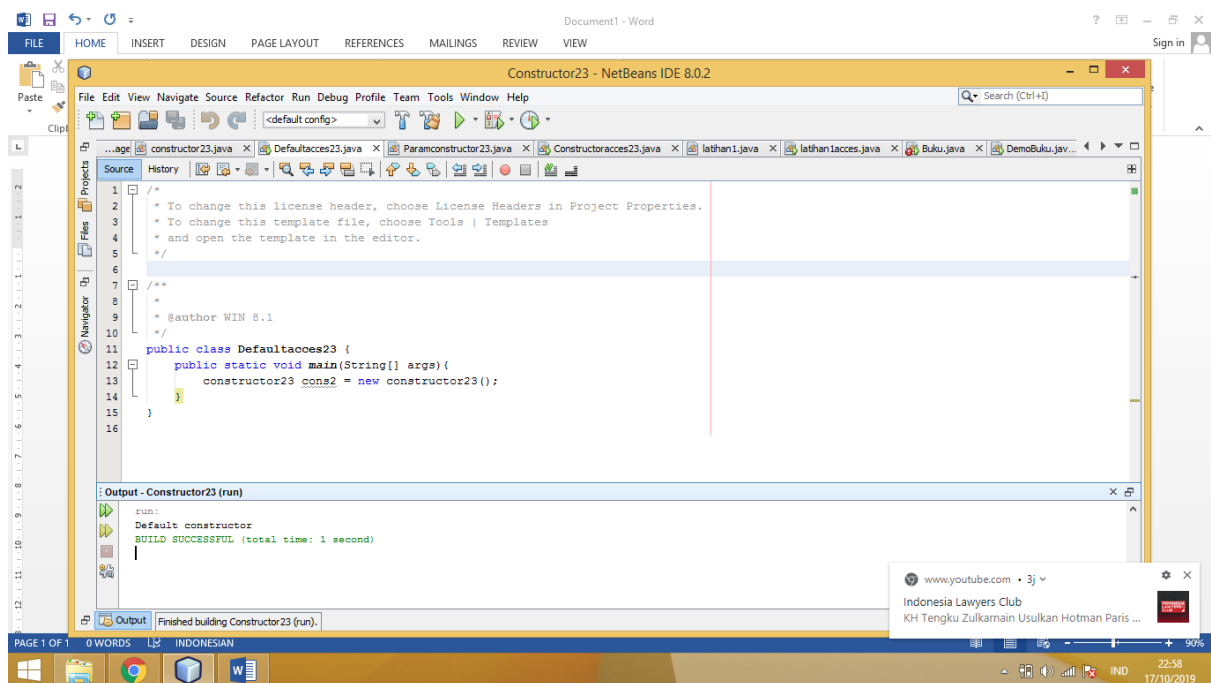 Document1 - Word
FILE HOME INSERT DESIGN PAGE LAYOUT REFERENCES MAILINGS REVIEW VIEW Sign in
Paste
Constructor23 - NetBeans IDE 8.0.2
File Edit View Navigate Source Refactor Run Debug Profile Team Tools Window Help
Search (Ctrl+I)
<default config>
...age constructor23.java Defaultacces23.java Paramconstructor23.java Constructoracces23.java latihan1.java latihan1acces.java Buku.java DemoBuku.jav...
Source History
Projects
Files
Navigator
1 /*
2 * To change this license header, choose License Headers in Project Properties.
3 * To change this template file, choose Tools | Templates
4 * and open the template in the editor.
5 */
6
7 /**
8 *
9 * @author WIN 8.1
10 */
11 public class Defaultacces23 {
12 public static void main(String[] args){
13 constructor23 cons2 = new constructor23();
14 }
15 }
16
Output - Constructor23 (run)
run:
Default constructor
BUILD SUCCESSFUL (total time: 1 second)
Output Finished building Constructor23 (run).
www.youtube.com • 3j
Indonesia Lawyers Club
KH Tengku Zulkarnain Usulkan Hotman Paris ...
PAGE 1 OF 1 0 WORDS INDONESIAN 90%
IND 22:58
17/10/2019